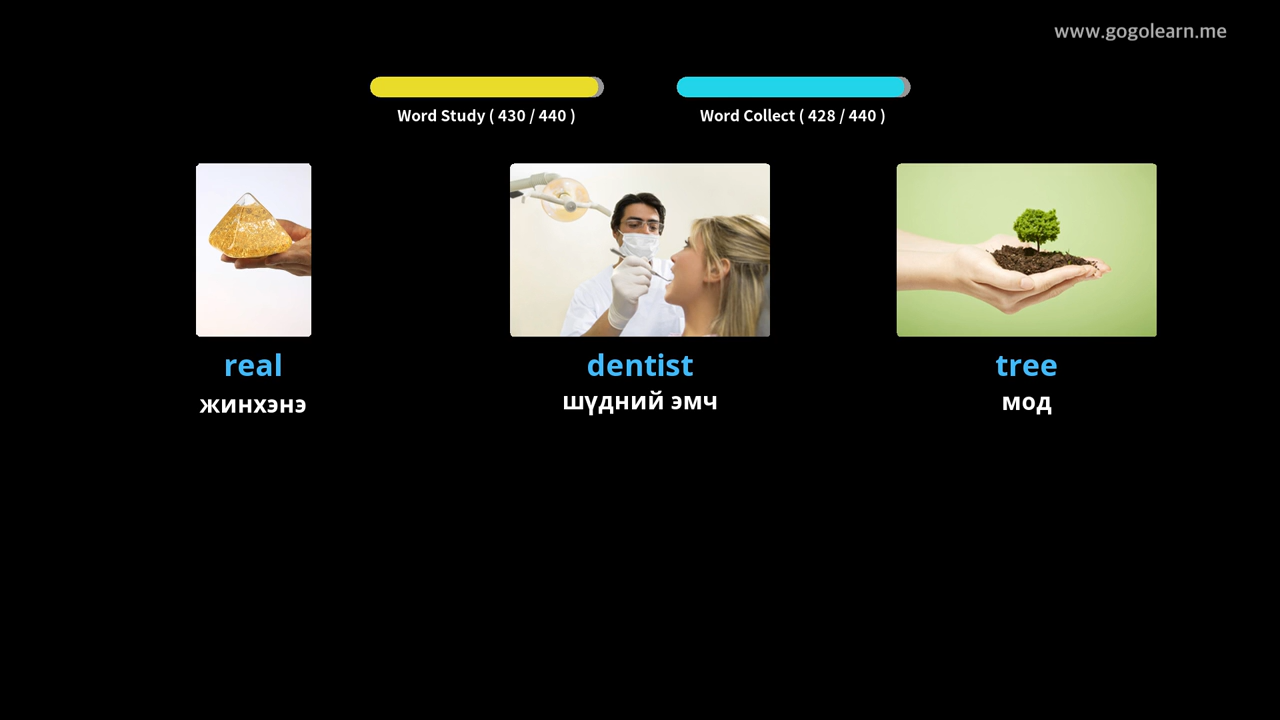 www.gogolearn.me
Word Study ( 430 / 440 )
Word Collect ( 428 / 440 )
real
жинхэнэ
dentist
шүдний эмч
tree
мод